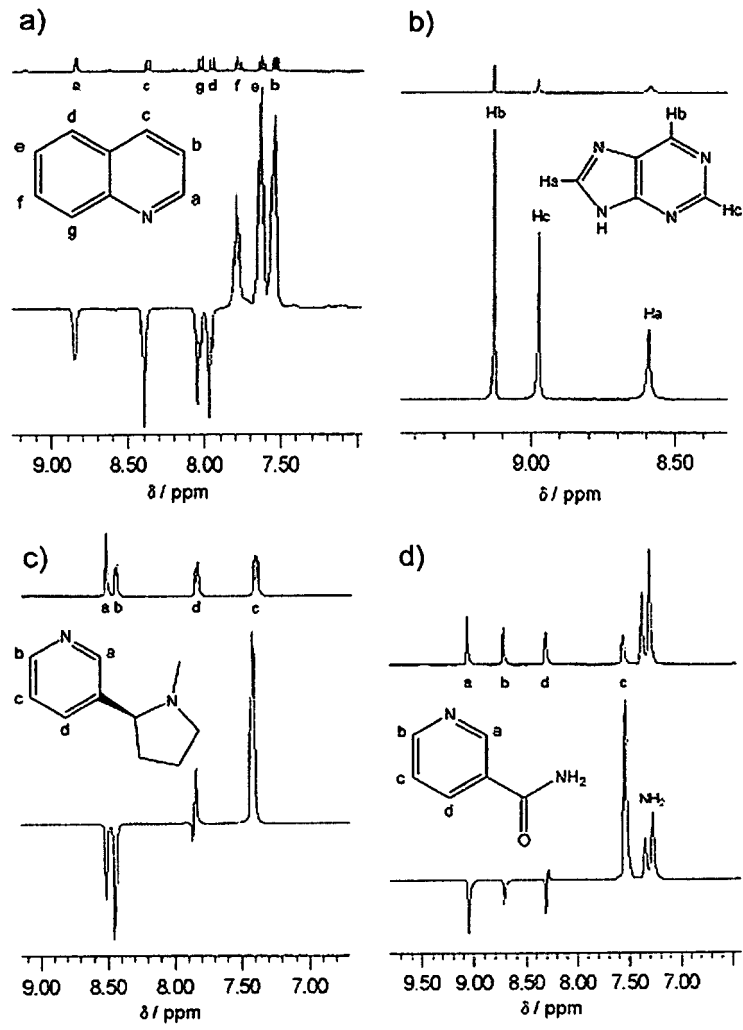 a)
a c g d f e b
d c
e b
f a
g N
9.00 8.50 8.00 7.50
δ / ppm
b)
Hb Hb
N N
Ha Hc
N N Hc
H
Ha
9.00 8.50
δ / ppm
c)
a b d c
N
b a
c N
d
9.00 8.50 8.00 7.50 7.00
δ / ppm
d)
a b d c
N
b a
c NH2
d
O
NH2
9.50 9.00 8.50 8.00 7.50 7.00
δ / ppm